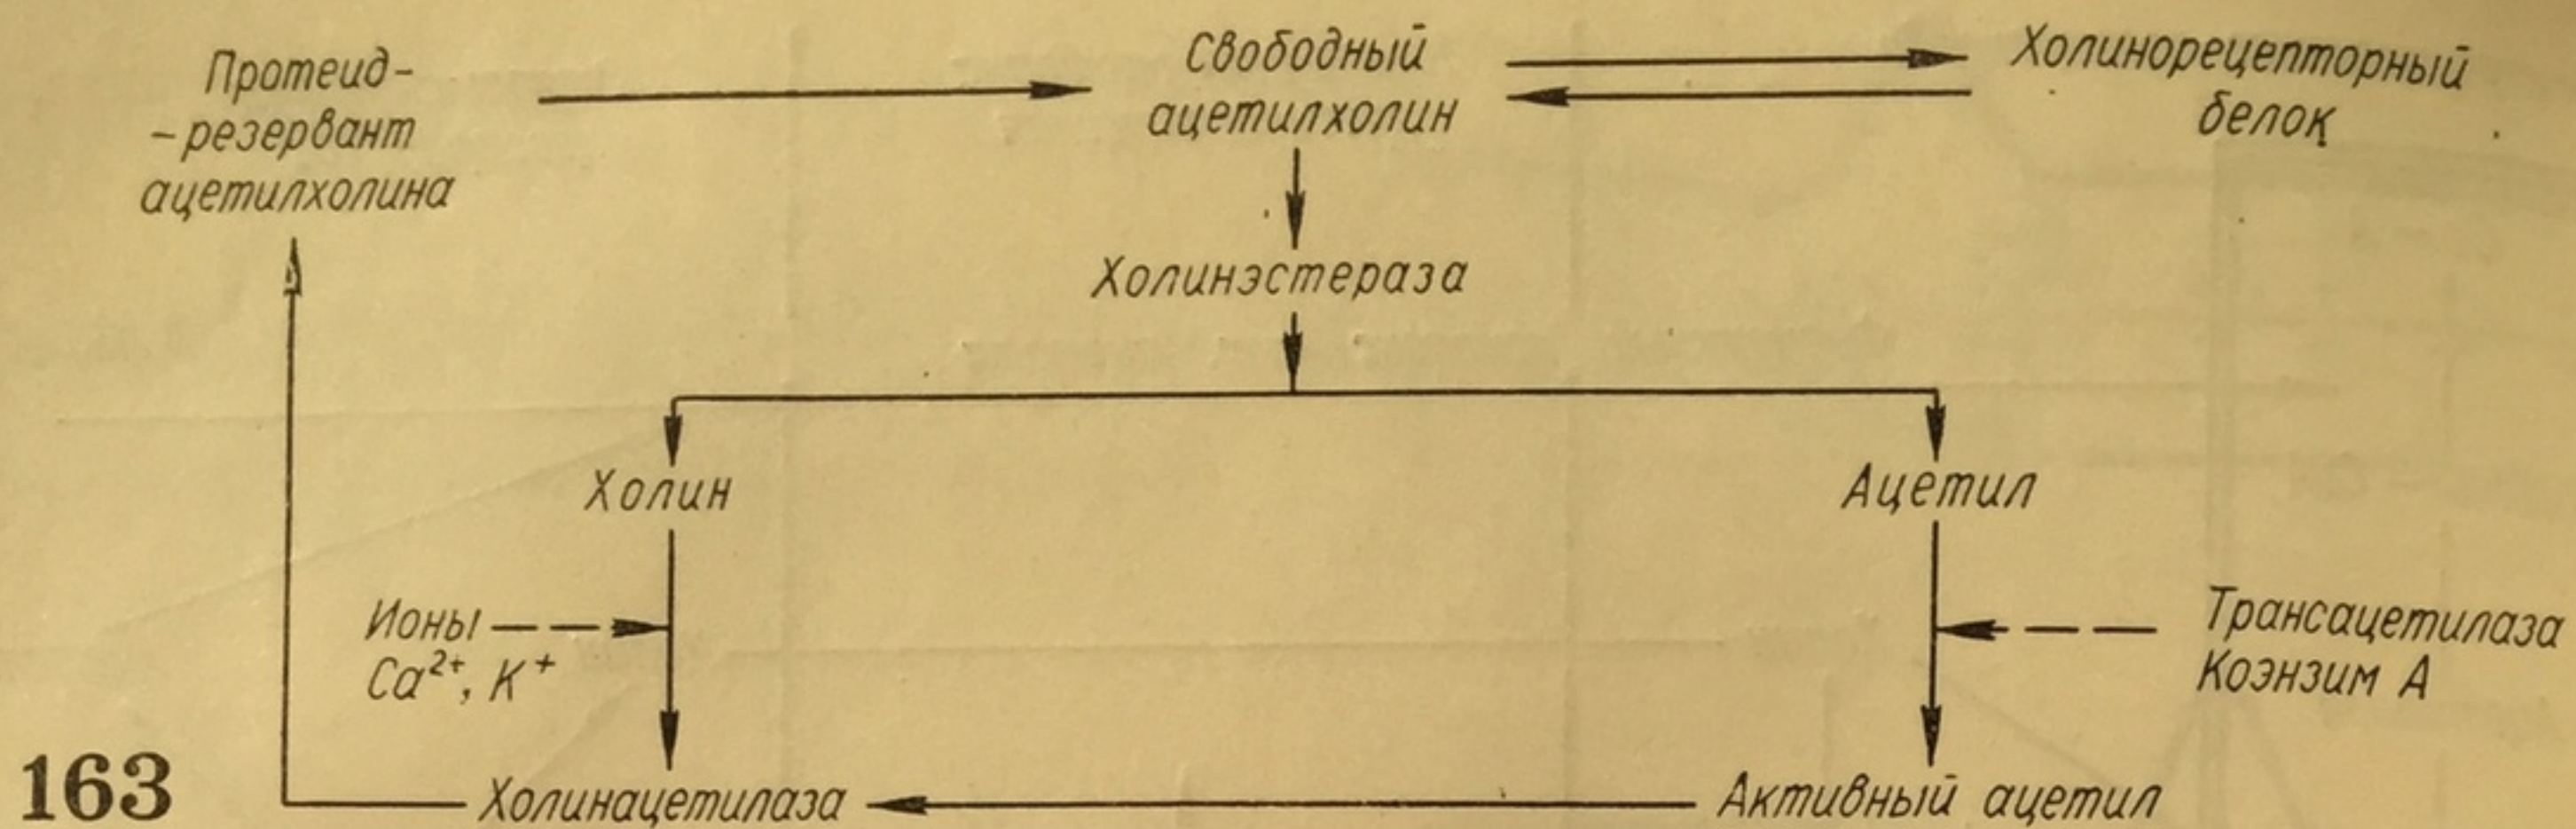 Протеид-
-резервант
ацетилхолина
Свободный
ацетилхолин
Холинорецепторный
белок
Холинэстераза
Холин
Ацетил
Ионы
Ca²⁺, K⁺
Трансацетилаза
Коэнзим А
163
Холинацетилаза
Активный ацетил